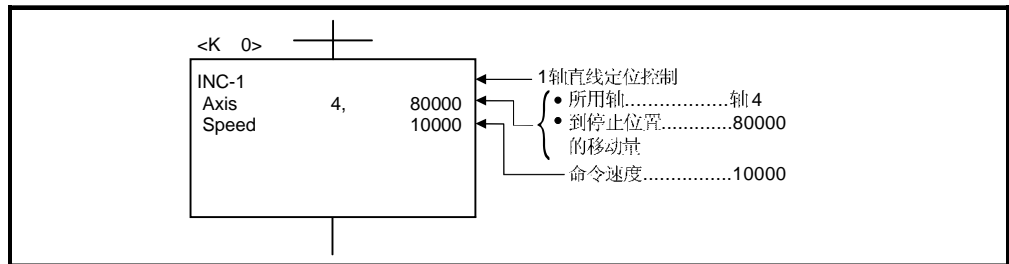 <K 0>
INC-1
Axis 4, 80000
Speed 10000
1轴直线定位控制
• 所用轴..................轴4
• 到停止位置.............80000
的移动量
命令速度................10000